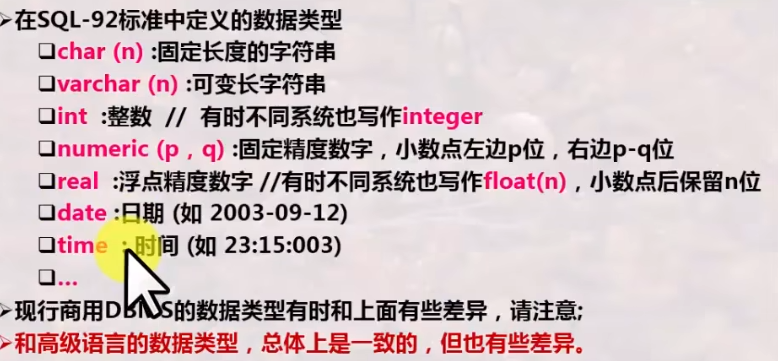 ➢在SQL-92标准中定义的数据类型
❑char (n) :固定长度的字符串
❑varchar (n) :可变长字符串
❑int :整数 // 有时不同系统也写作integer
❑numeric (p，q) :固定精度数字，小数点左边p位，右边p-q位
❑real :浮点精度数字 //有时不同系统也写作float(n)，小数点后保留n位
❑date :日期 (如 2003-09-12)
❑time :时间 (如 23:15:003)
❑...
➢现行商用DBMS的数据类型有时和上面有些差异，请注意;
➢和高级语言的数据类型，总体上是一致的，但也有些差异。